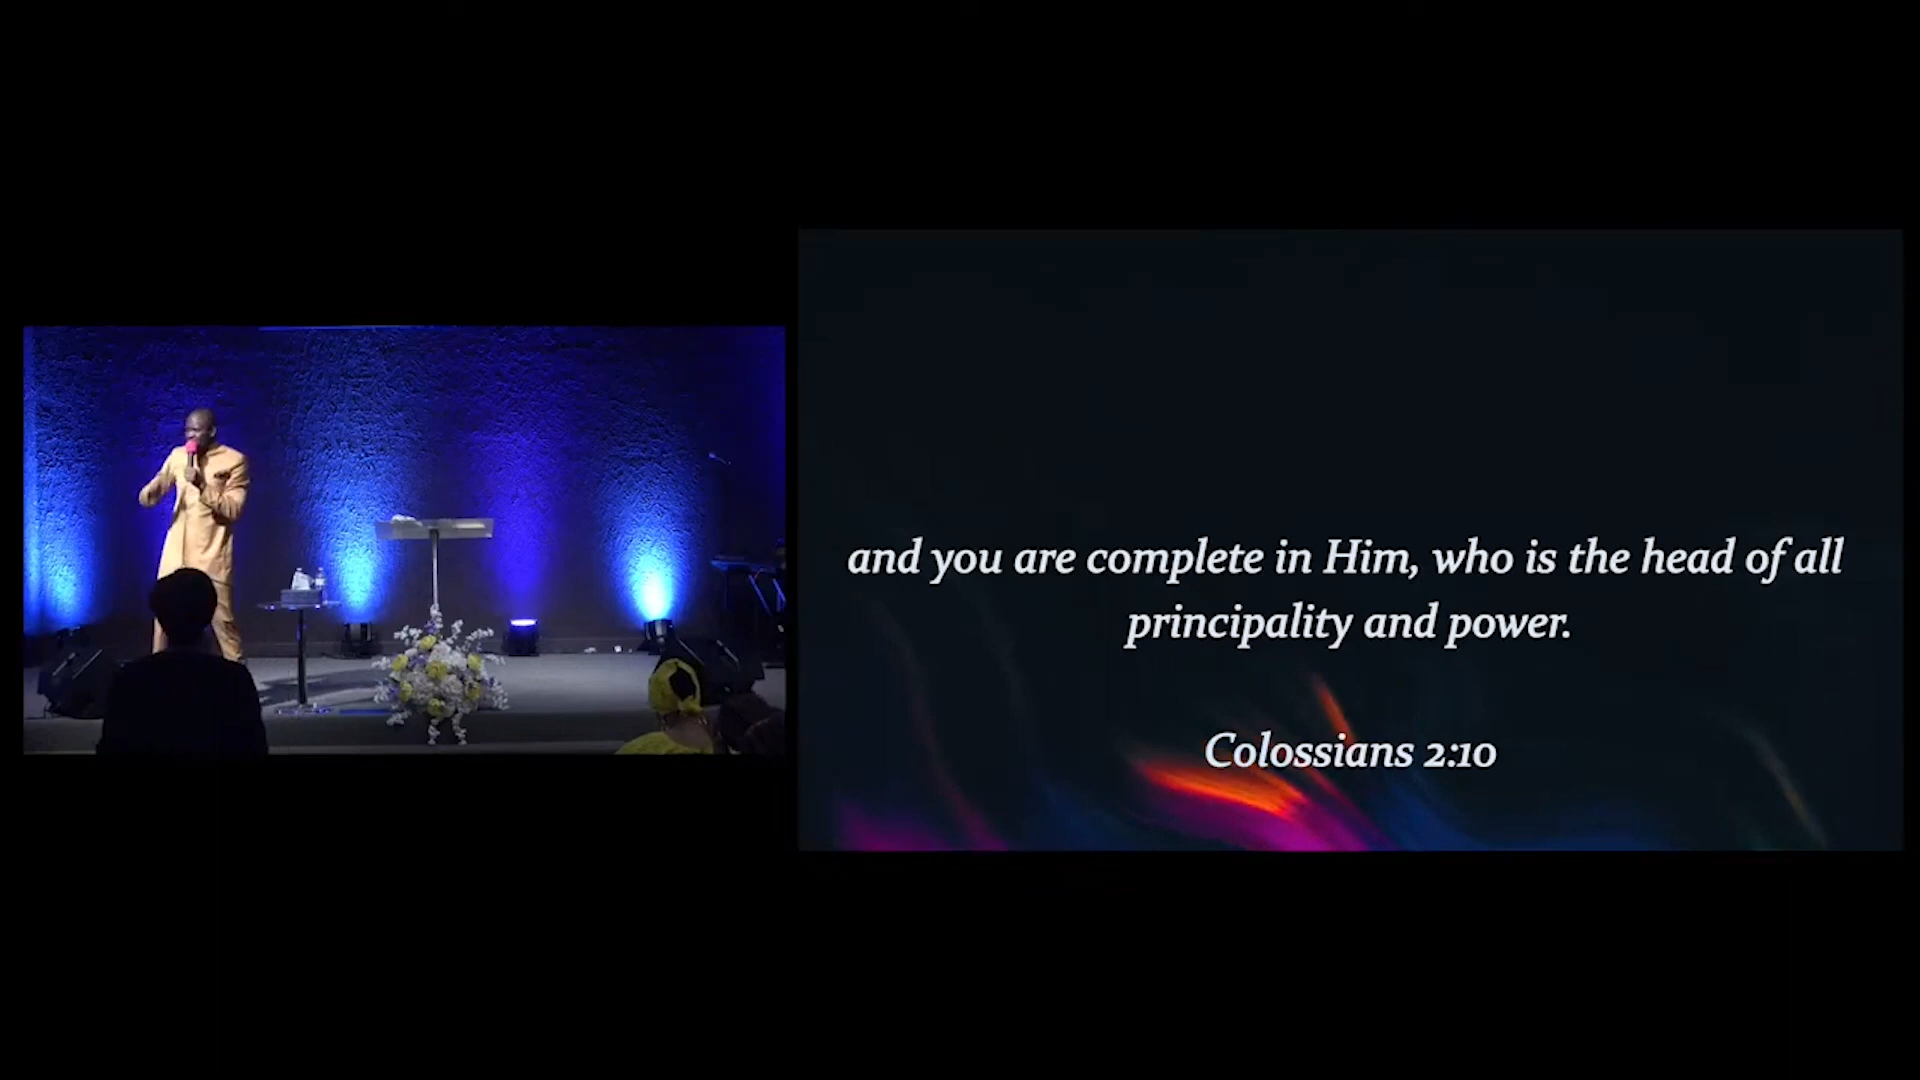 and you are complete in Him, who is the head of all
principality and power.
Colossians 2:10